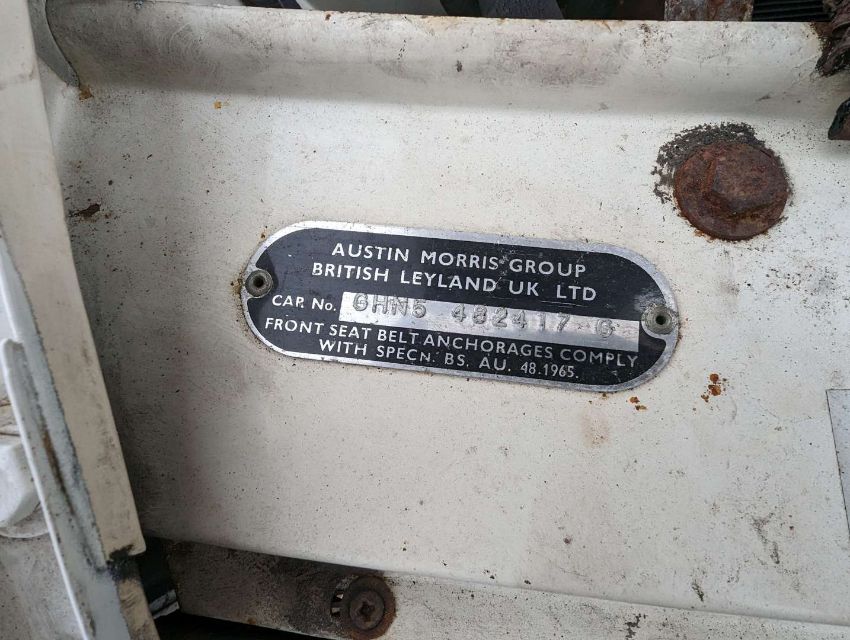 AUSTIN MORRIS GROUP
BRITISH LEYLAND UK LTD
CAR. No. GHN5 482417 G
FRONT SEAT BELT ANCHORAGES COMPLY
WITH SPECN. BS. AU. 48.1965.